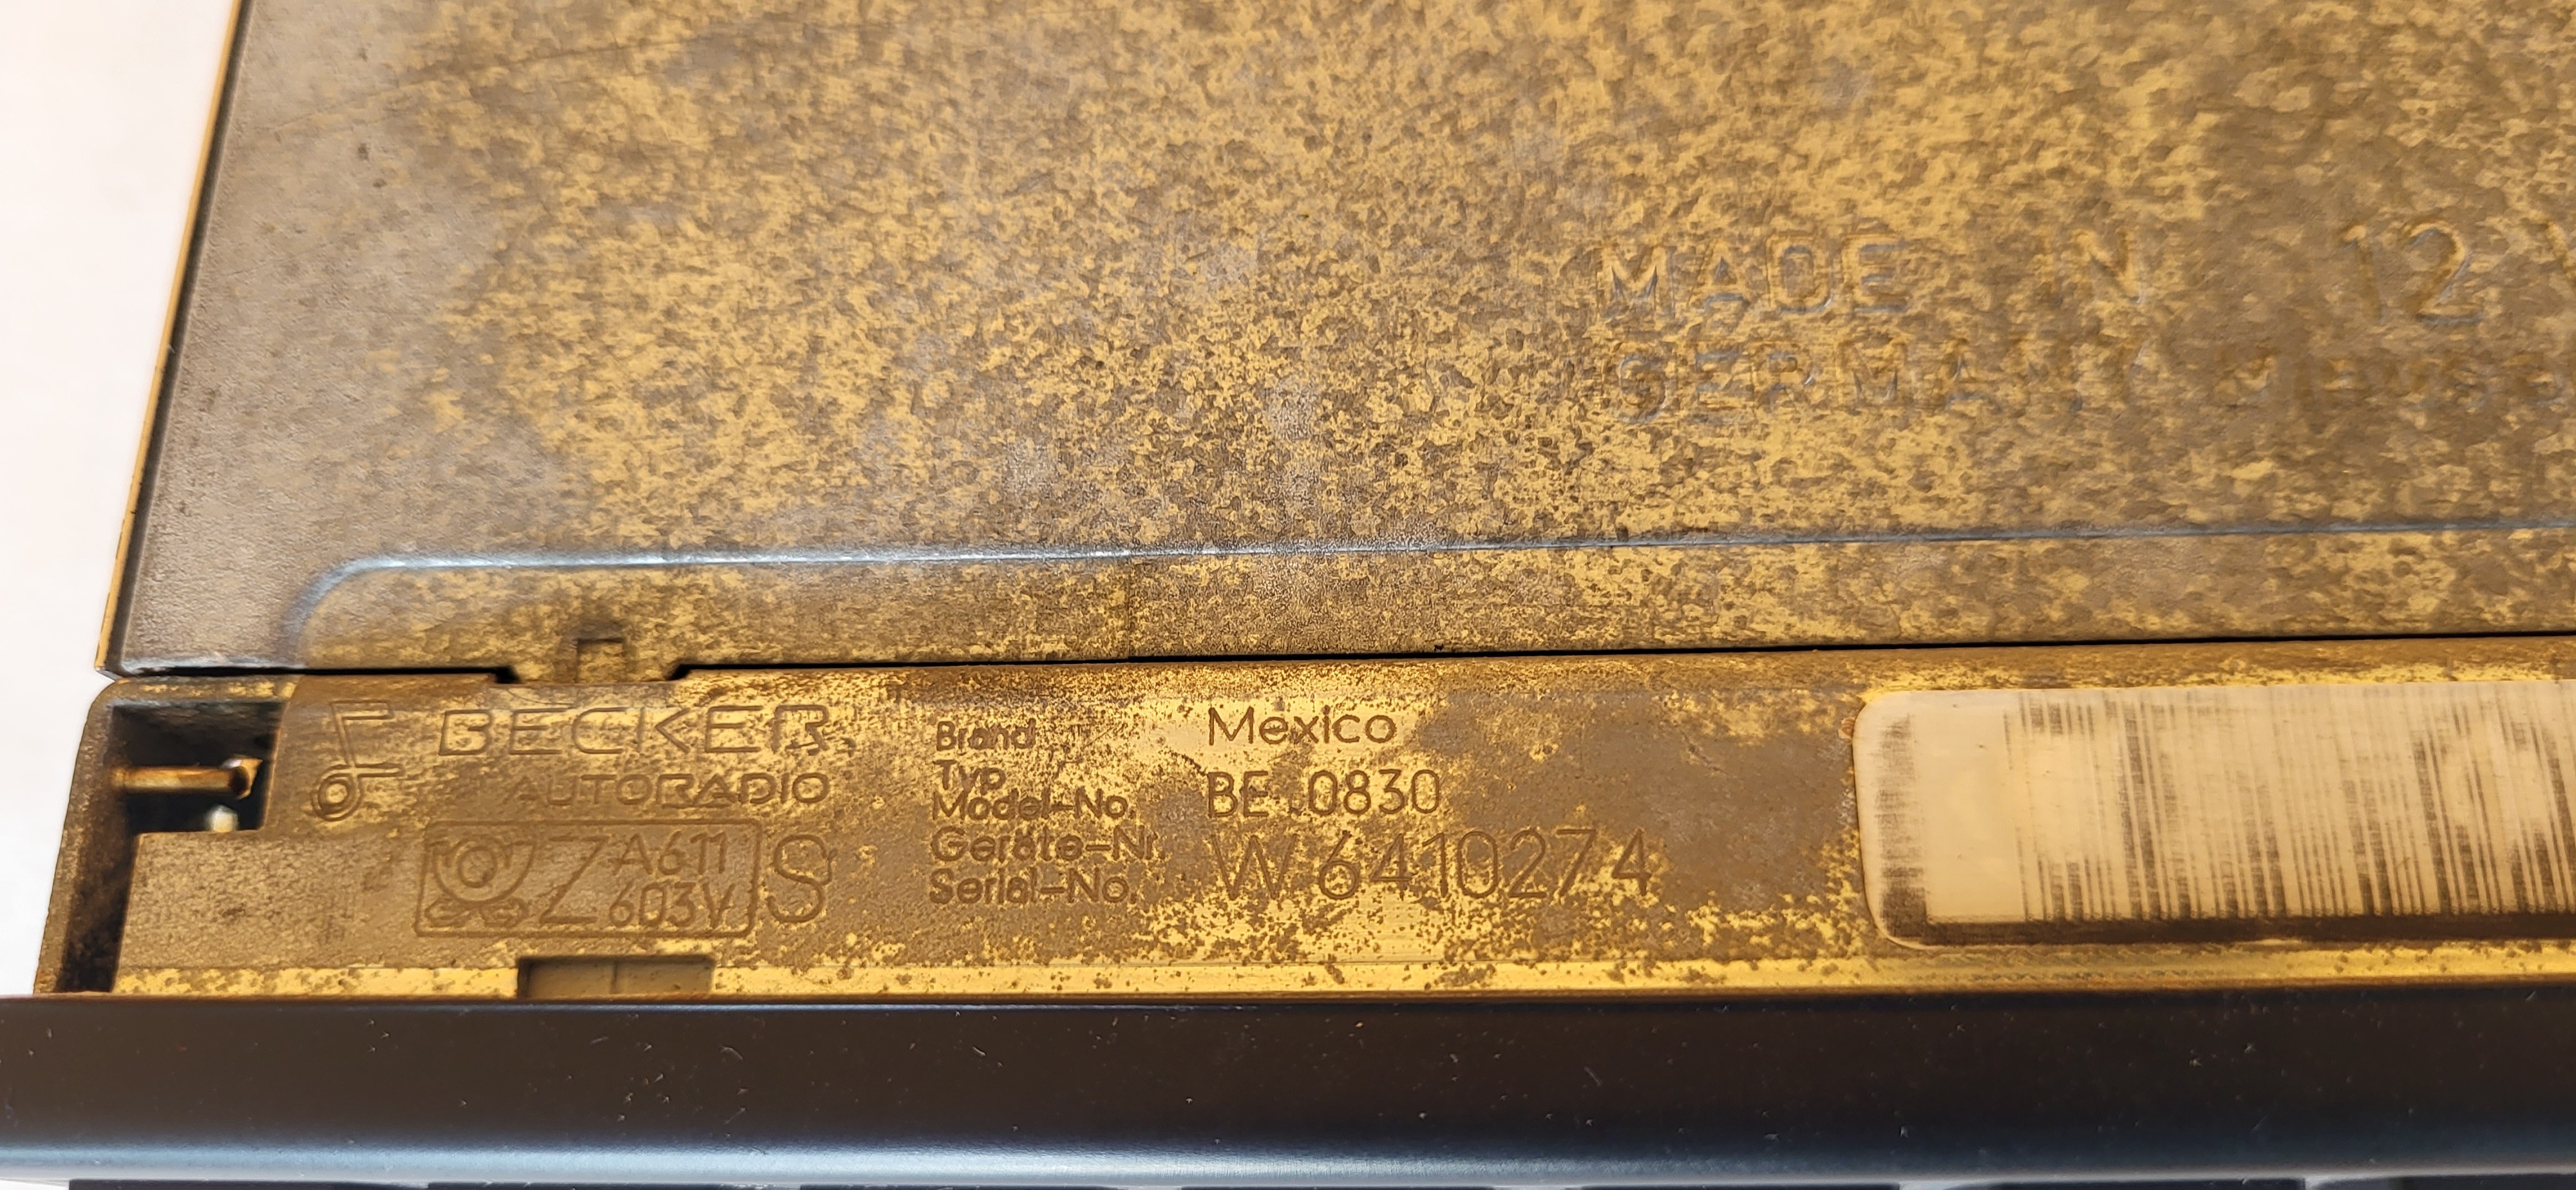 MADE IN
GERMANY
12 V
BECKER
AUTORADIO
Z A611
603V S
Brand Mexico
Typ
Model-No. BE 0830
Geräte-Nr.
Serial-No. W 6410274